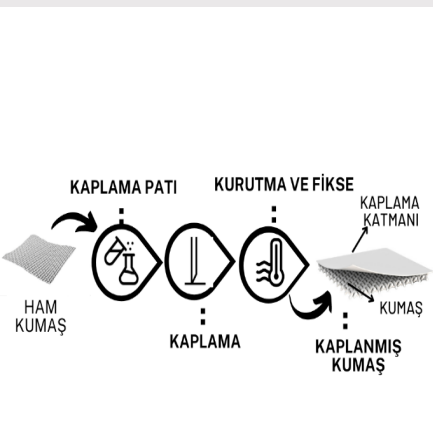 KAPLAMA PATI
KURUTMA VE FİKSE
KAPLAMA
KATMANI
HAM
KUMAŞ
KUMAŞ
KAPLAMA
KAPLANMIŞ
KUMAŞ